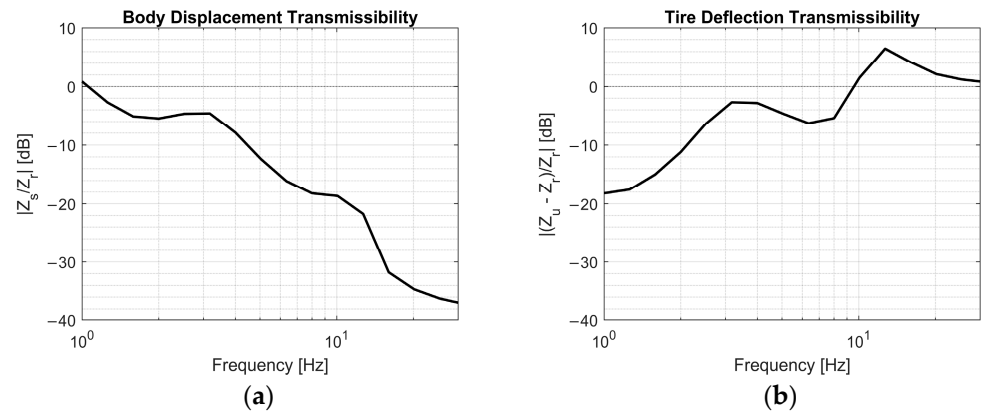 Body Displacement Transmissibility
10
0
−10
−20
−30
−40
|Z_s/Z_r| [dB]
10^0
10^1
Frequency [Hz]
(a)
Tire Deflection Transmissibility
10
0
−10
−20
−30
−40
|(Z_u - Z_r)/Z_r| [dB]
10^0
10^1
Frequency [Hz]
(b)